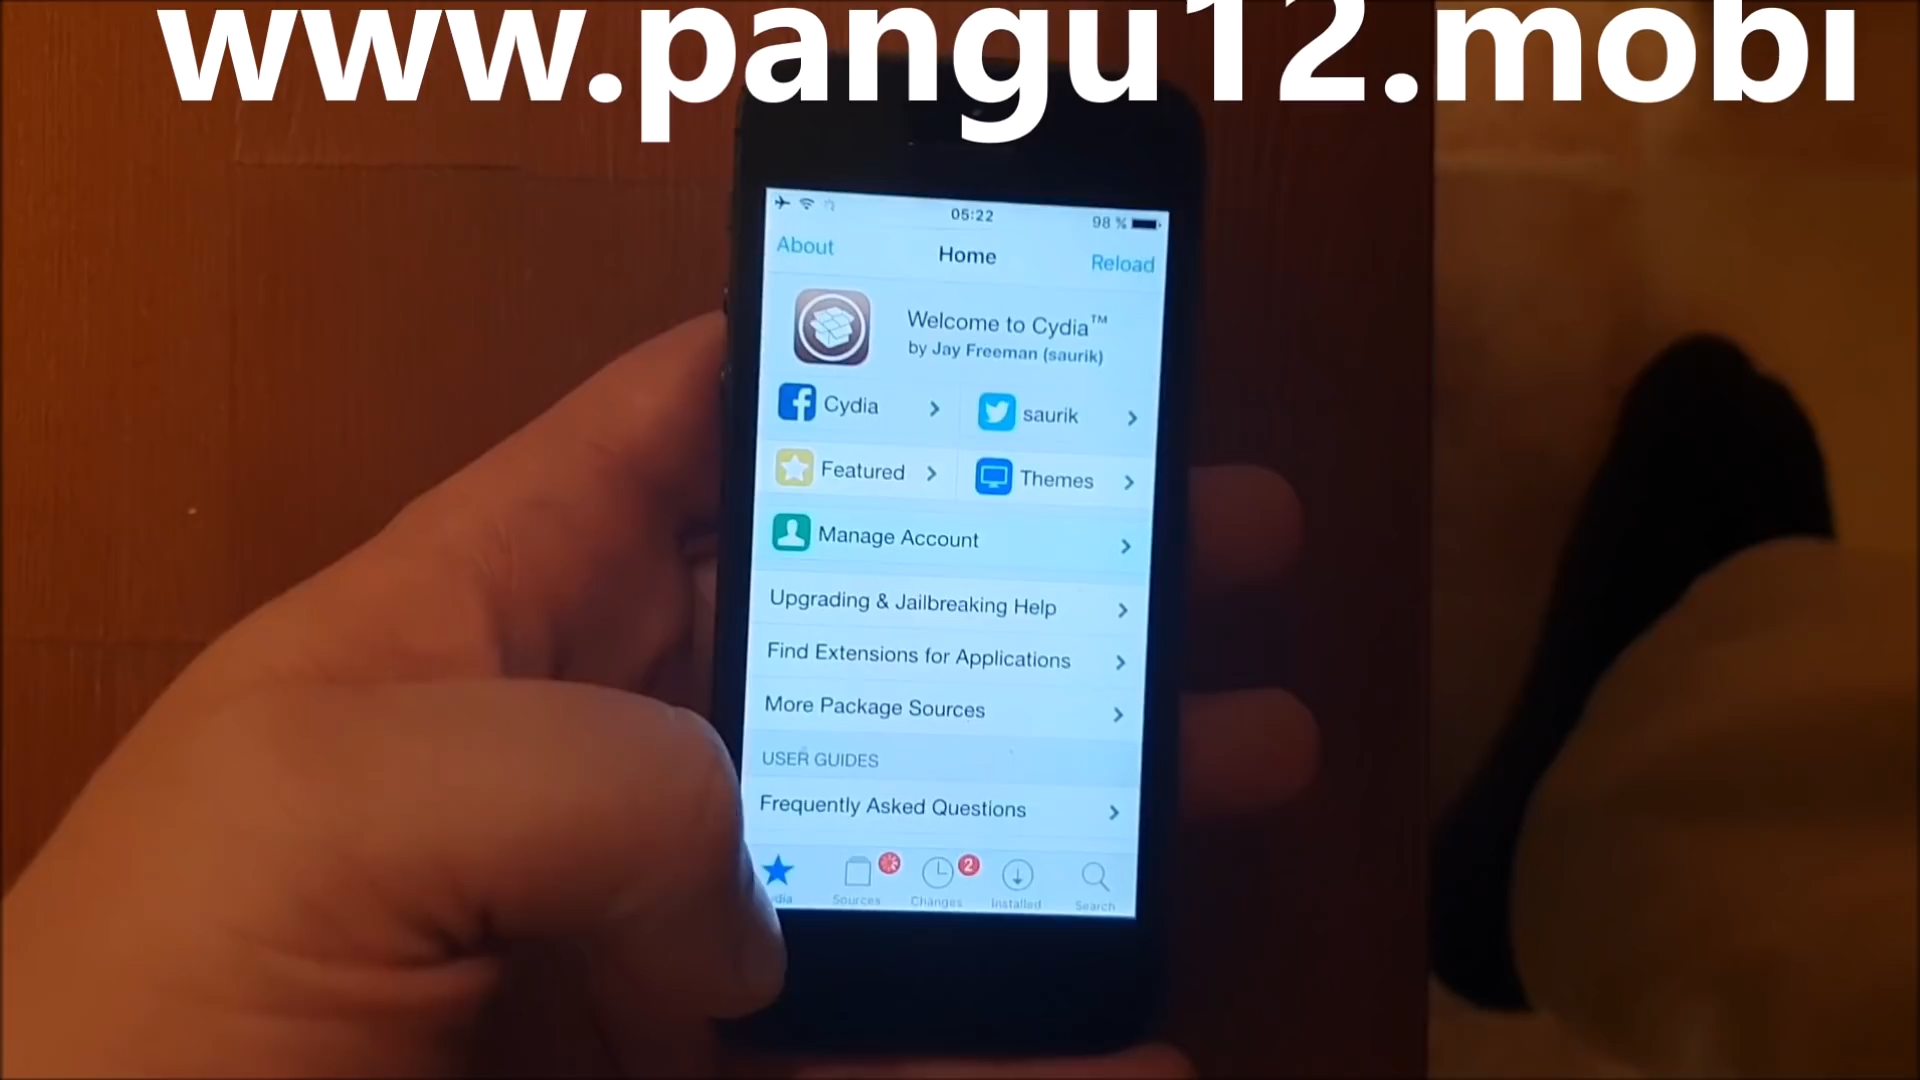 www.pangu12.mobi
05:22
98 %
About
Home
Reload
Welcome to Cydia™
by Jay Freeman (saurik)
Cydia
saurik
Featured
Themes
Manage Account
Upgrading & Jailbreaking Help
Find Extensions for Applications
More Package Sources
USER GUIDES
Frequently Asked Questions
2
dia
Sources
Changes
Installed
Search